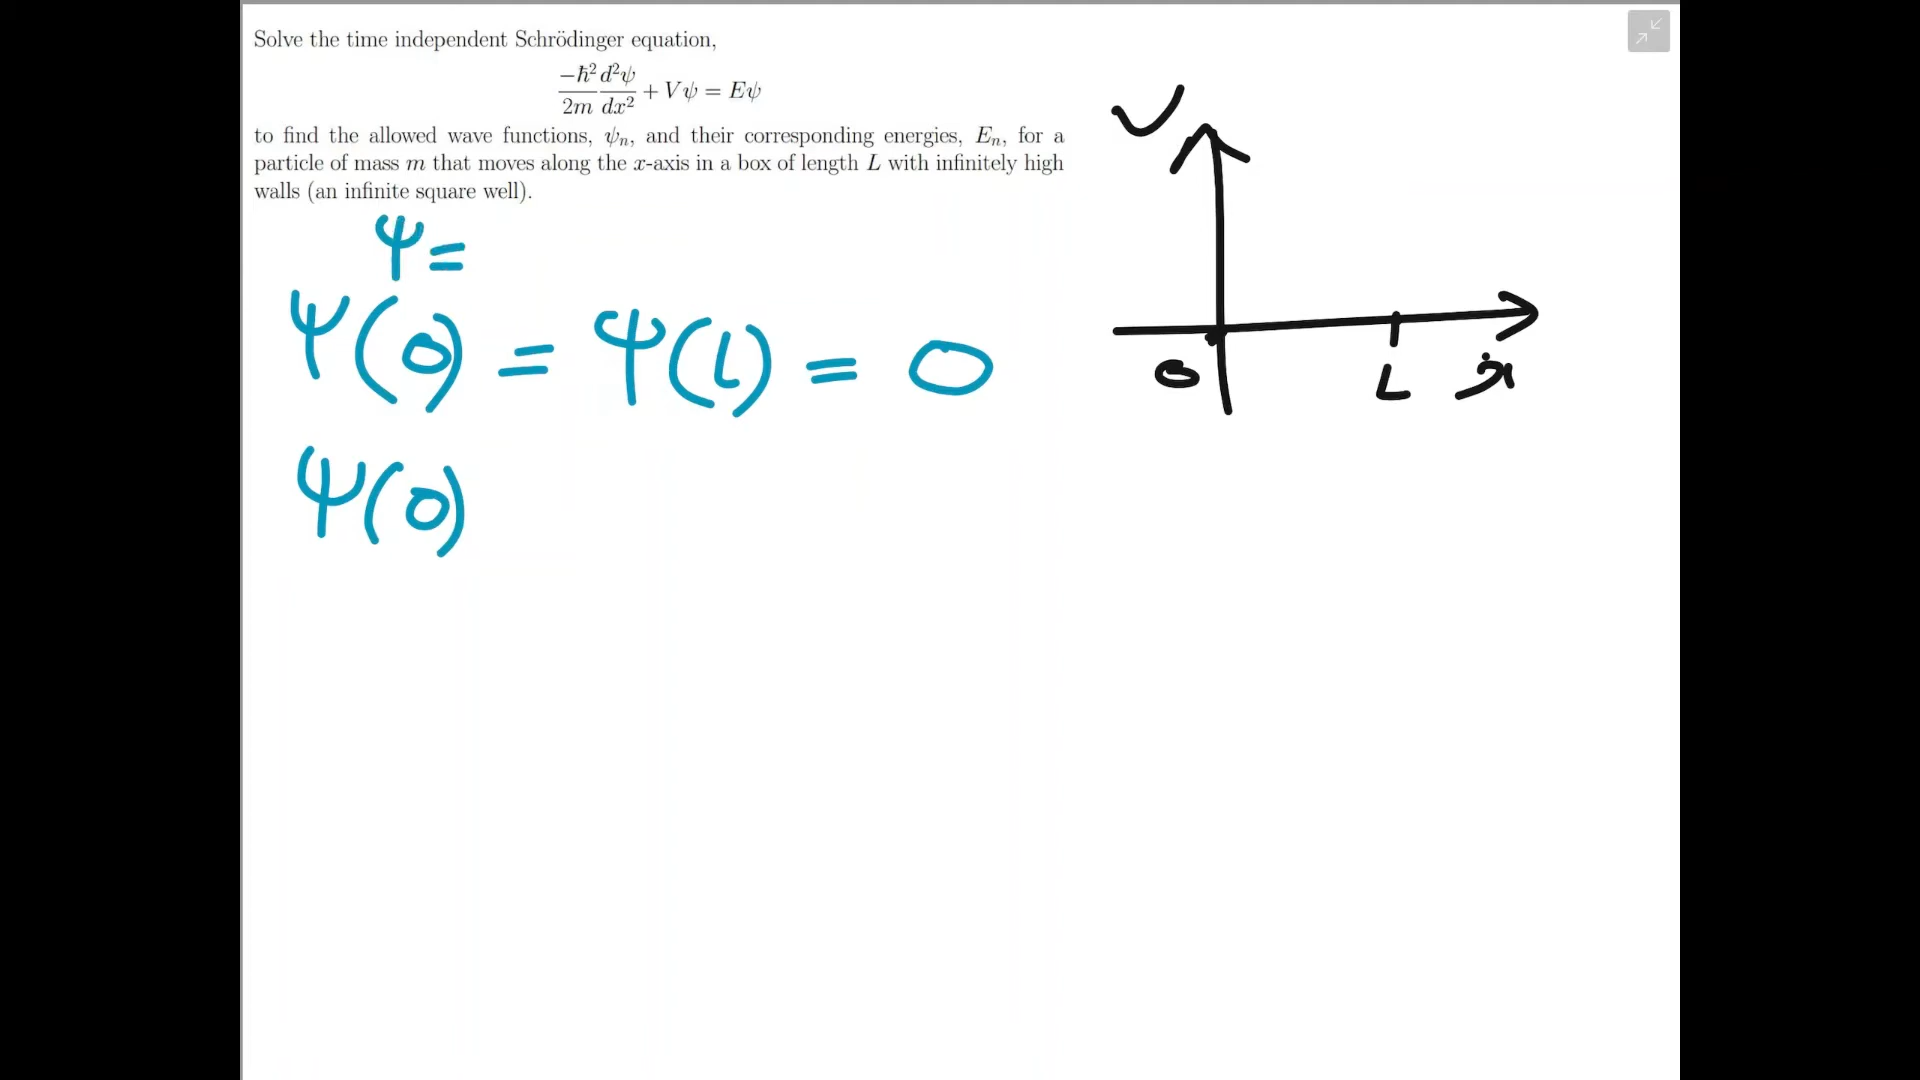 Solve the time independent Schrödinger equation,
−ħ²/2m d²ψ/dx² + Vψ = Eψ
to find the allowed wave functions, ψₙ, and their corresponding energies, Eₙ, for a
particle of mass m that moves along the x-axis in a box of length L with infinitely high
walls (an infinite square well).
ψ =
ψ(0) = ψ(L) = 0
ψ(0)
V
0 L x